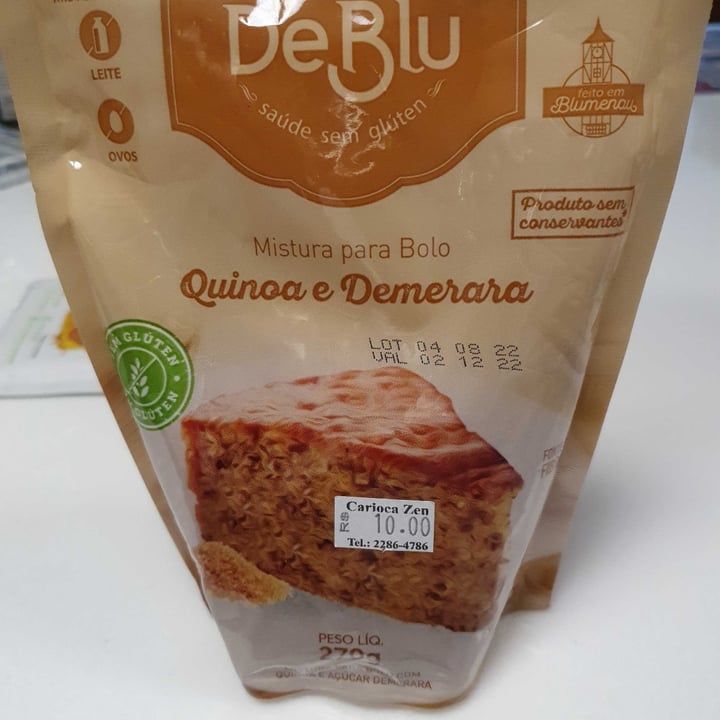 LEITE
OVOS
DeBlu
saúde sem glúten
feito em
Blumenau
Produto sem
conservantes*
Mistura para Bolo
Quinoa e Demerara
LOT 04 08 22
VAL 02 12 22
GLÚTEN
GLÚTEN
Carioca Zen
R$ 10.00
Tel.: 2286-4786
PESO LÍQ.
270g
QUINOA E AÇÚCAR DEMERARA